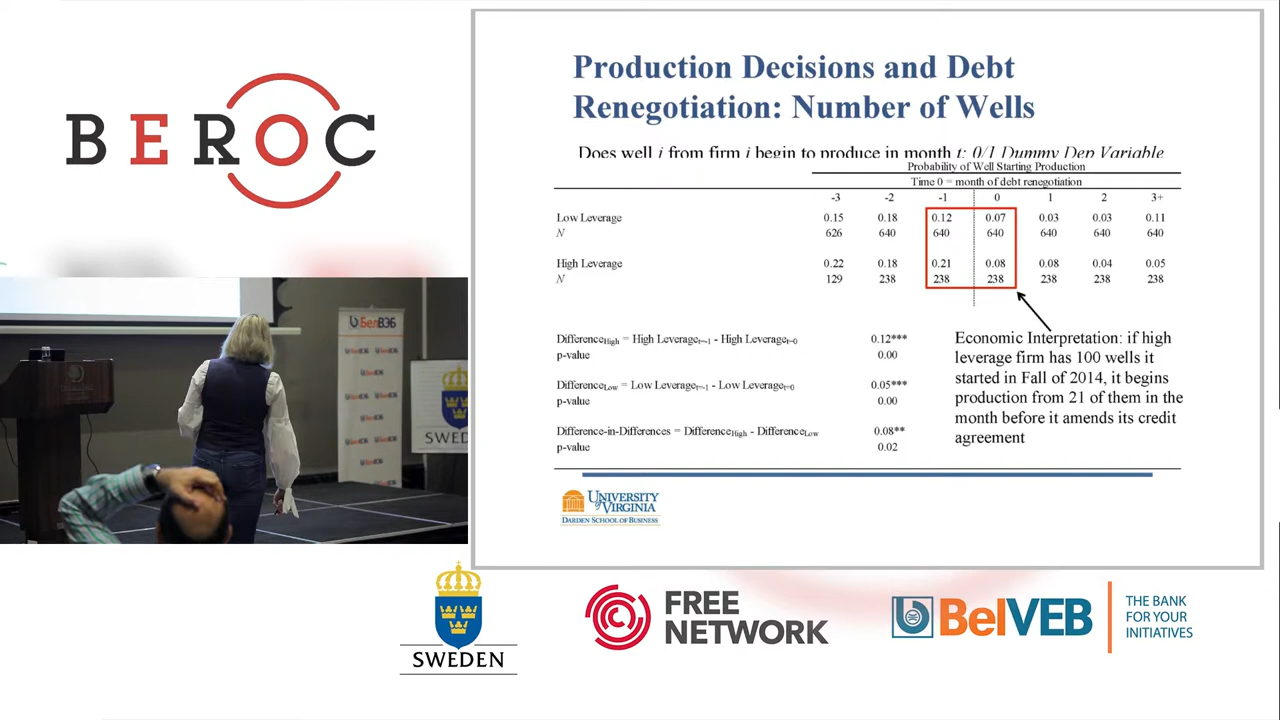 BEROC
Production Decisions and Debt
Renegotiation: Number of Wells
Does well i from firm j begin to produce in month t: 0/1 Dummy Dep Variable
Probability of Well Starting Production
Time 0 = month of debt renegotiation
-3 -2 -1 0 1 2 3+
Low Leverage 0.15 0.18 0.12 0.07 0.03 0.03 0.11
N 626 640 640 640 640 640 640
High Leverage 0.22 0.18 0.21 0.08 0.08 0.04 0.05
N 129 238 238 238 238 238 238
DifferenceHigh = High Leveraget=-1 - High Leveraget=0 0.12***
p-value 0.00
DifferenceLow = Low Leveraget=-1 - Low Leveraget=0 0.05***
p-value 0.00
Difference-in-Differences = DifferenceHigh - DifferenceLow 0.08**
p-value 0.02
Economic Interpretation: if high
leverage firm has 100 wells it
started in Fall of 2014, it begins
production from 21 of them in the
month before it amends its credit
agreement
UNIVERSITY
of VIRGINIA
DARDEN SCHOOL OF BUSINESS
БелВЭБ
SWED
SWEDEN
FREE
NETWORK
BelVEB
THE BANK
FOR YOUR
INITIATIVES